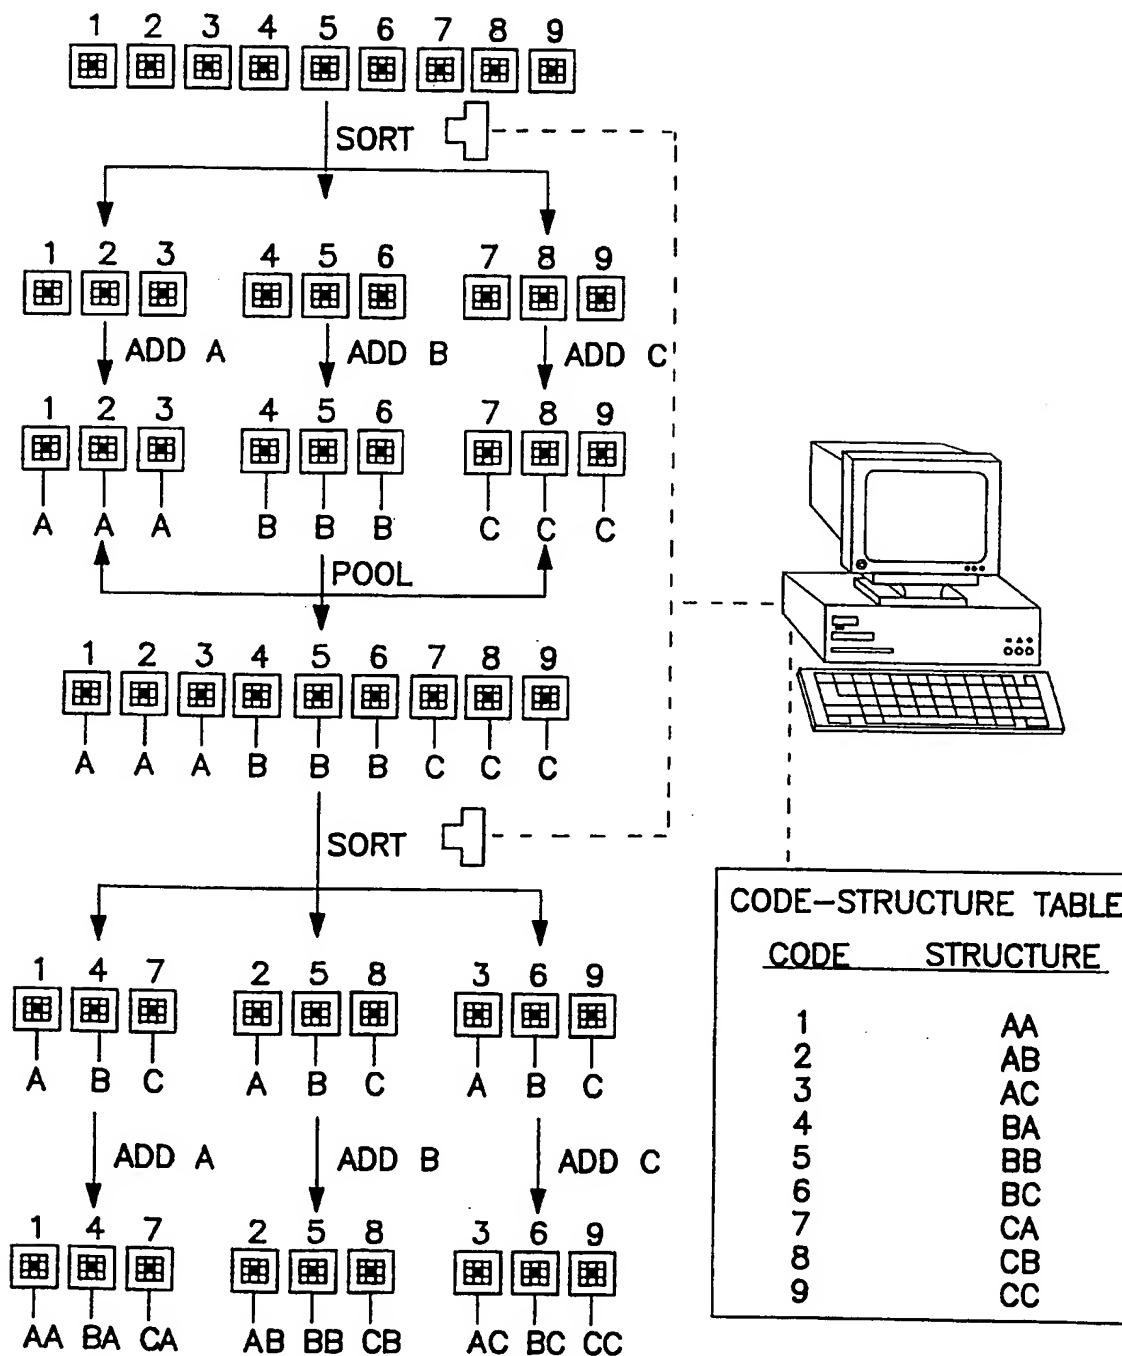 1 2 3 4 5 6 7 8 9
SORT
1 2 3 4 5 6 7 8 9
ADD A ADD B ADD C
1 2 3 4 5 6 7 8 9
A A A B B B C C C
POOL
1 2 3 4 5 6 7 8 9
A A A B B B C C C
SORT
1 4 7 2 5 8 3 6 9
A B C A B C A B C
ADD A ADD B ADD C
1 4 7 2 5 8 3 6 9
AA BA CA AB BB CB AC BC CC
CODE-STRUCTURE TABLE
CODE STRUCTURE
1 AA
2 AB
3 AC
4 BA
5 BB
6 BC
7 CA
8 CB
9 CC